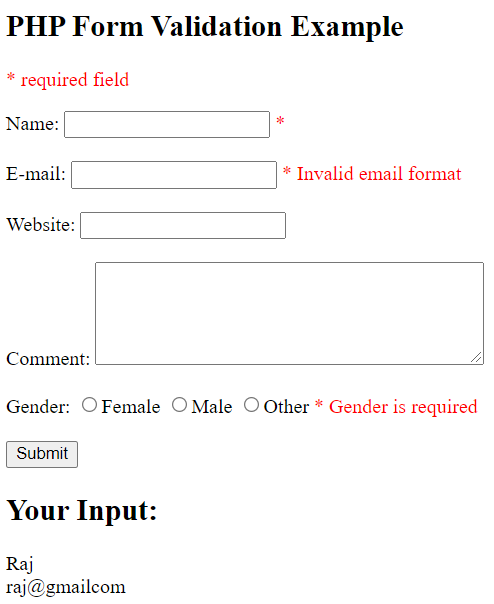 PHP Form Validation Example
* required field
Name: *
E-mail: * Invalid email format
Website:
Comment:
Gender: Female Male Other * Gender is required
Submit
Your Input:
Raj
raj@gmailcom